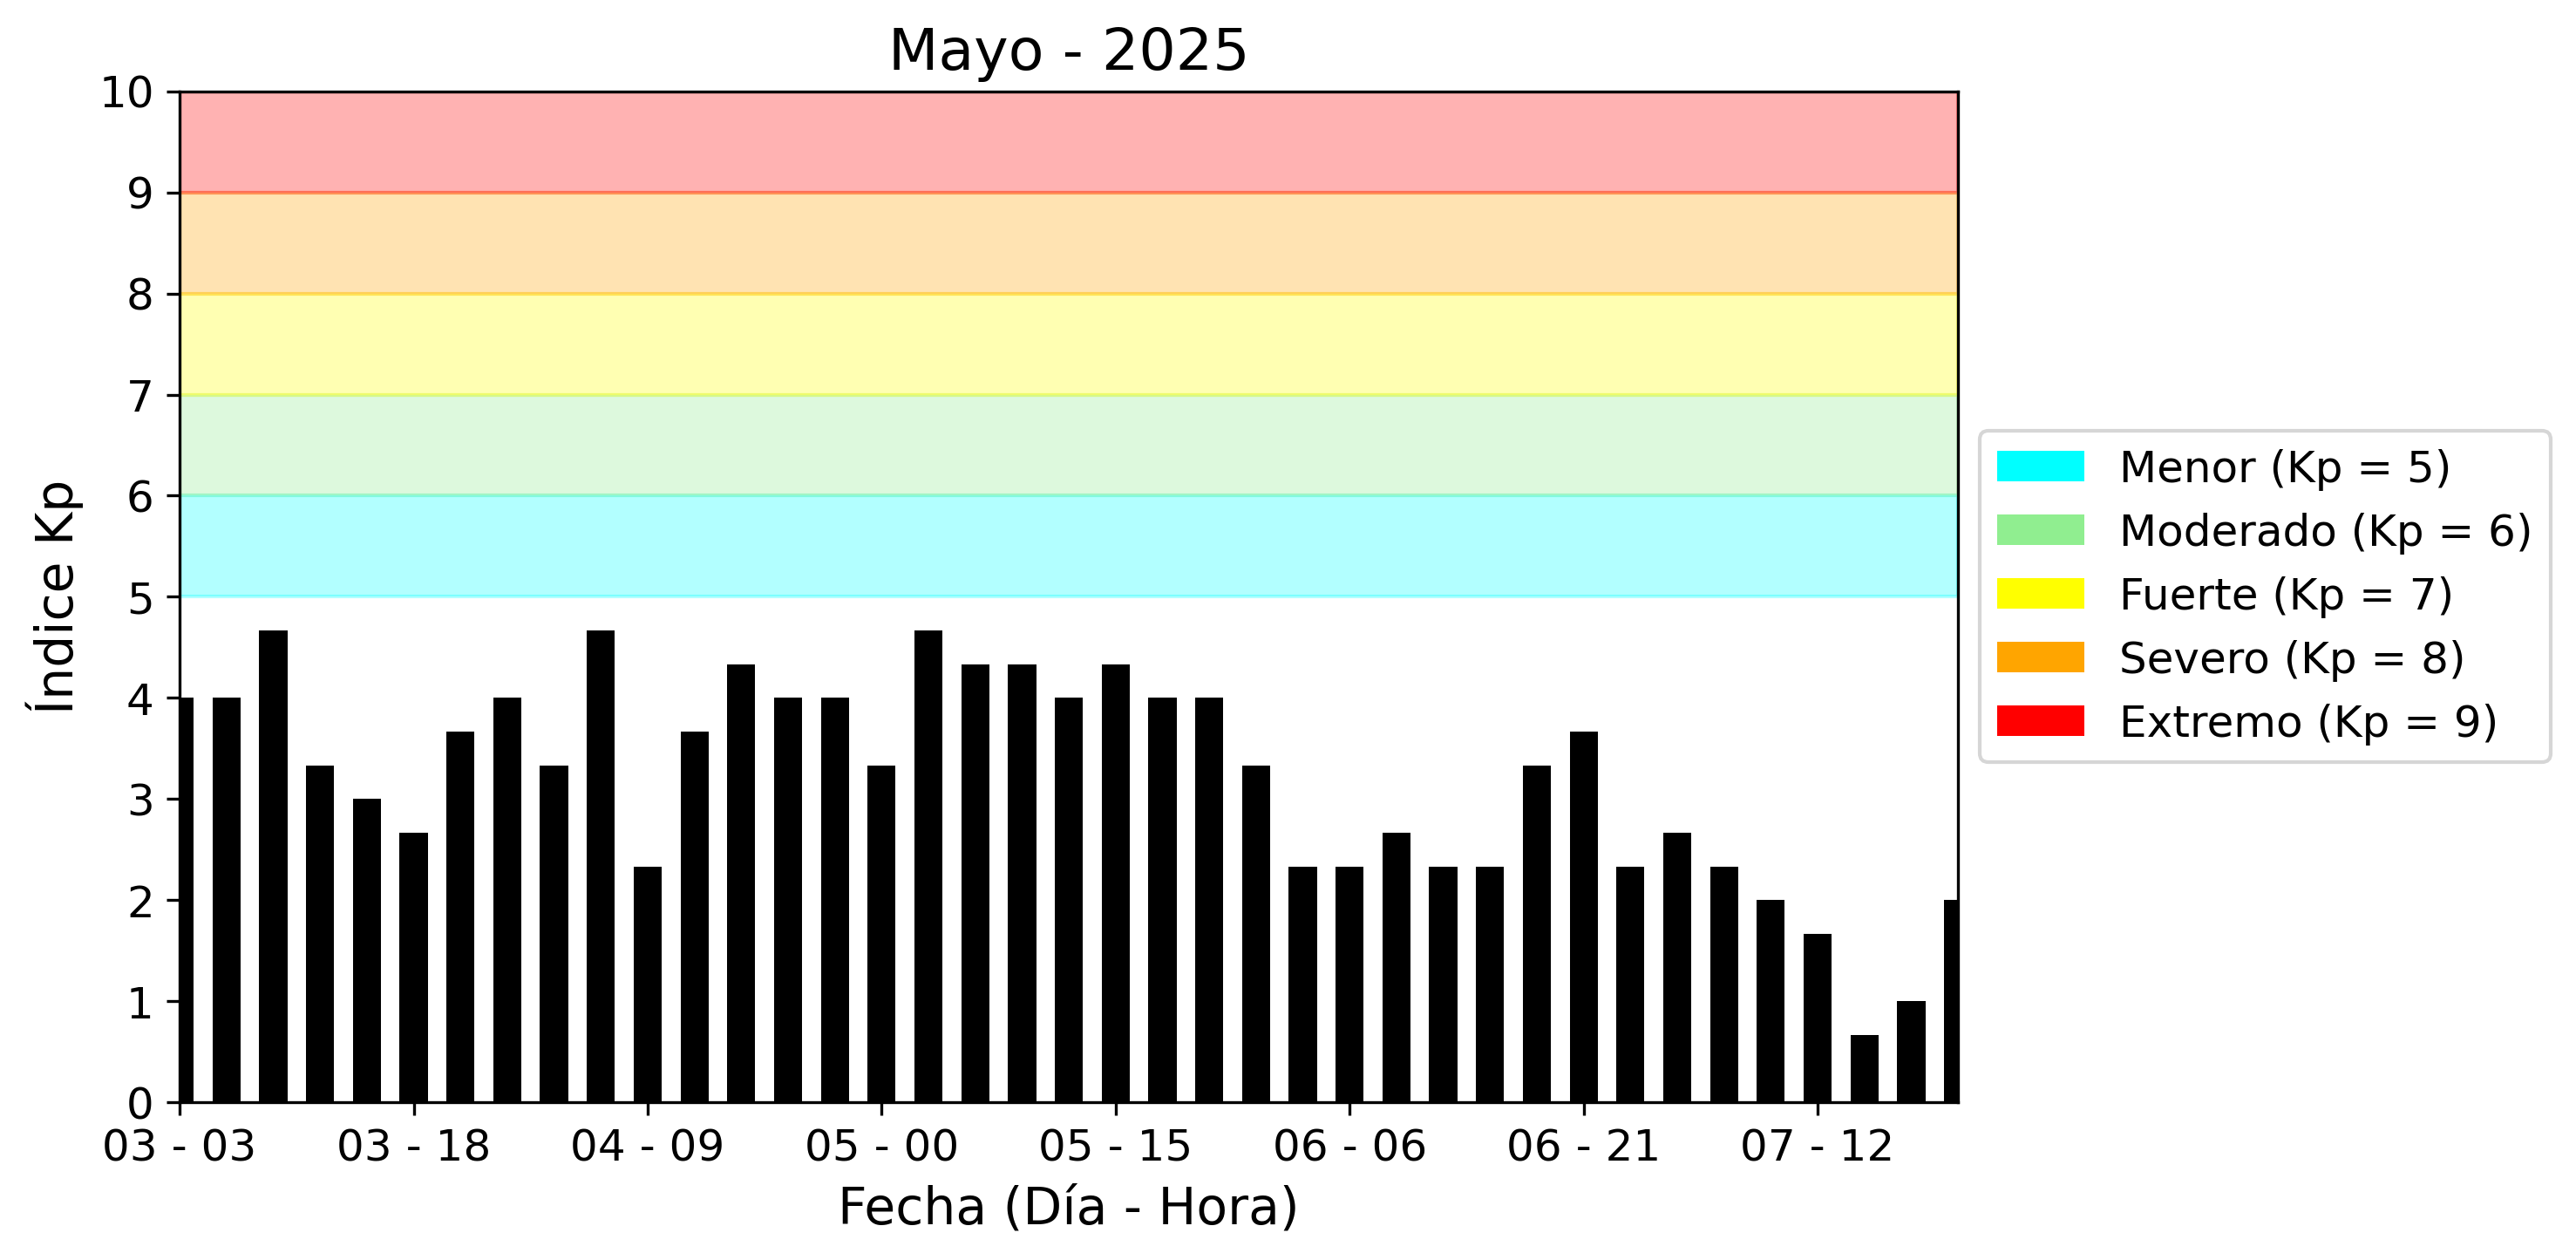 Mayo - 2025
10
9
8
7
6
5
4
3
2
1
0
Índice Kp
03 - 03
03 - 18
04 - 09
05 - 00
05 - 15
06 - 06
06 - 21
07 - 12
Fecha (Día - Hora)
Menor (Kp = 5)
Moderado (Kp = 6)
Fuerte (Kp = 7)
Severo (Kp = 8)
Extremo (Kp = 9)